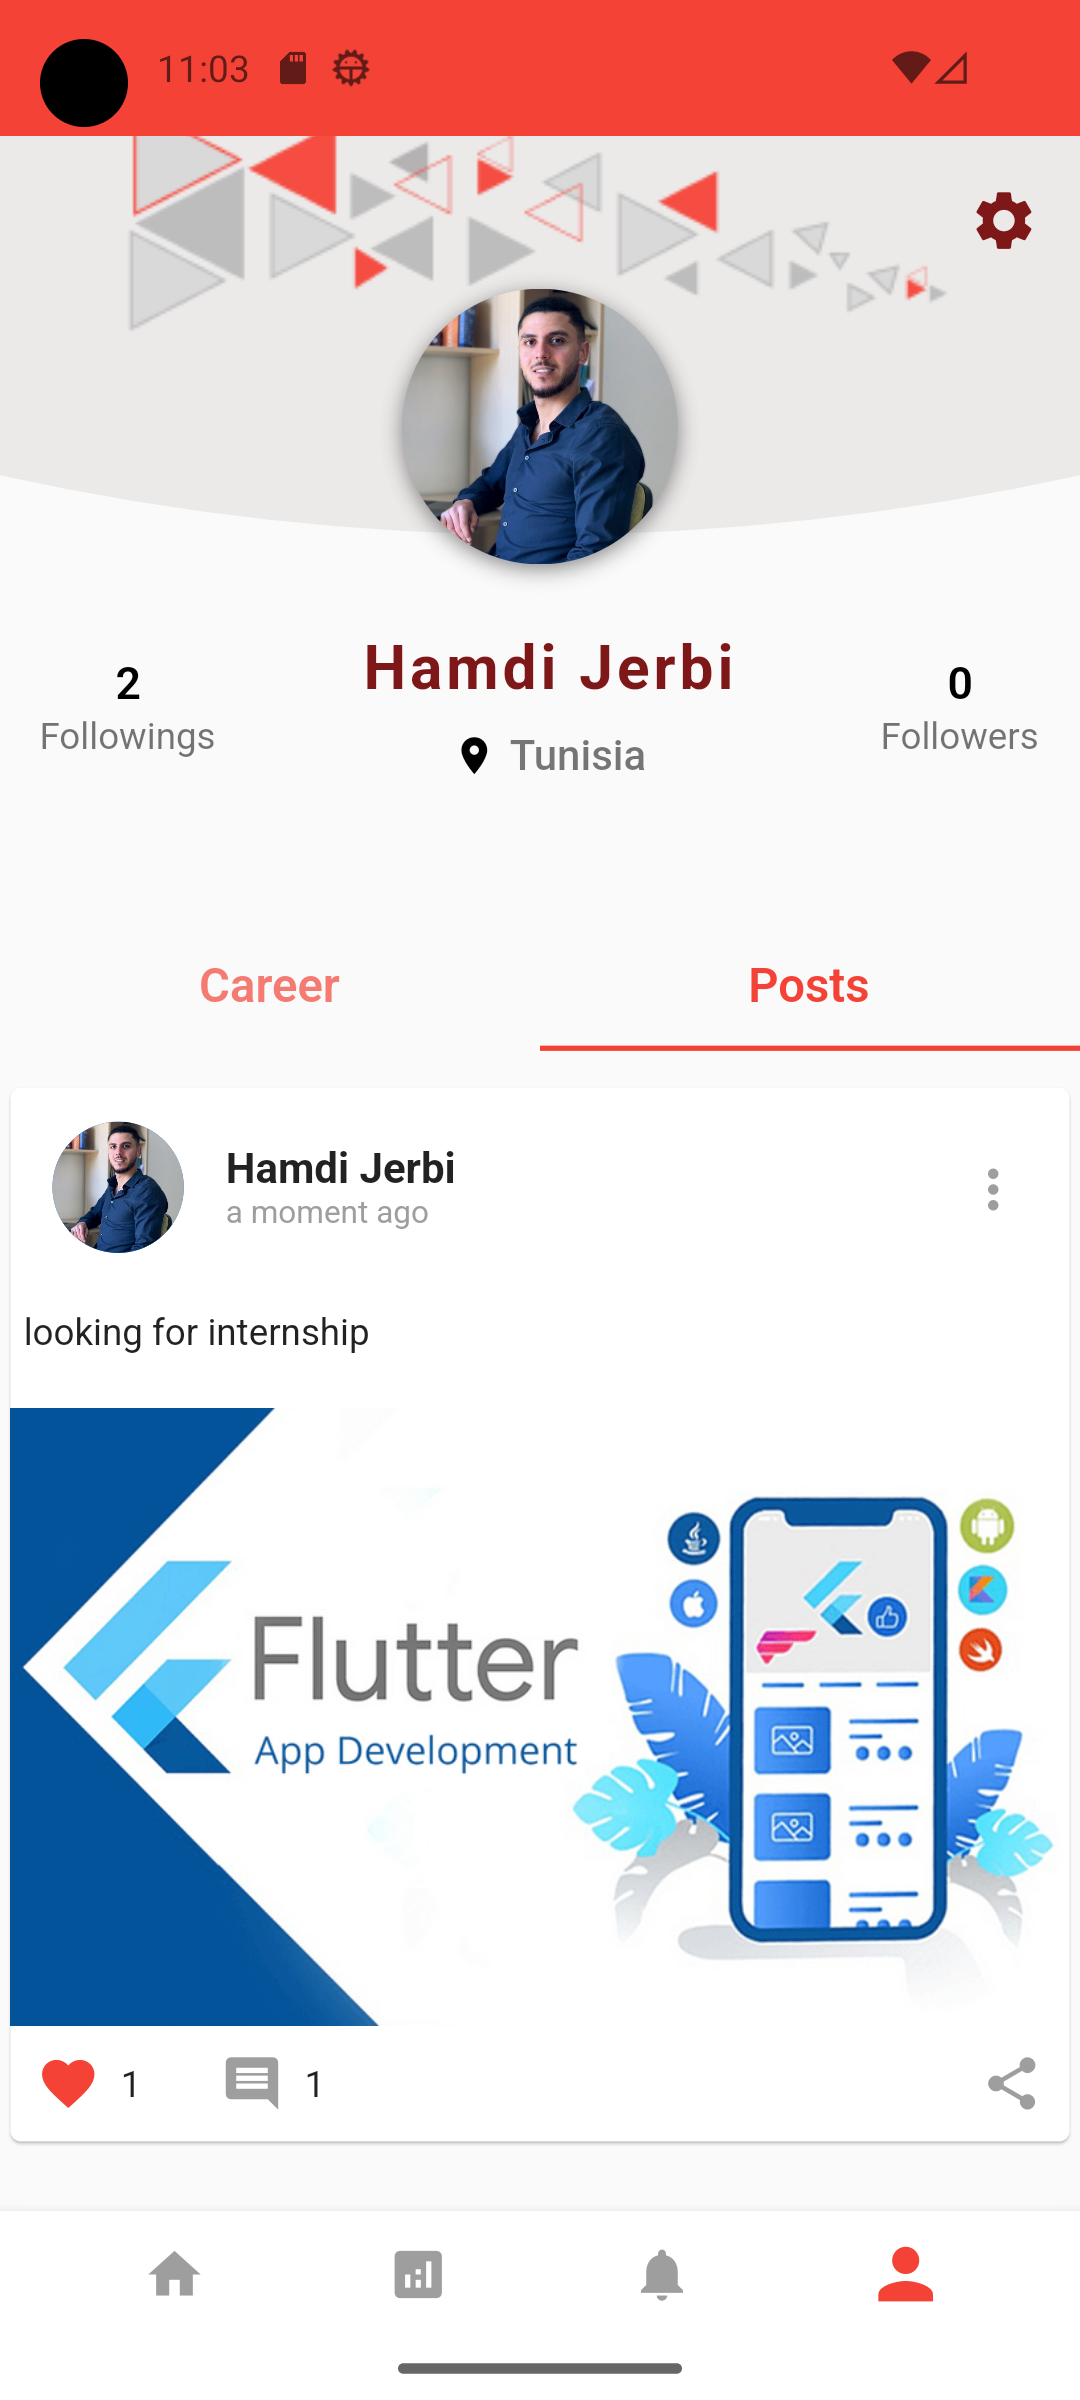 11:03
Hamdi Jerbi
2
Followings
Tunisia
0
Followers
Career
Posts
Hamdi Jerbi
a moment ago
looking for internship
Flutter
App Development
1
1